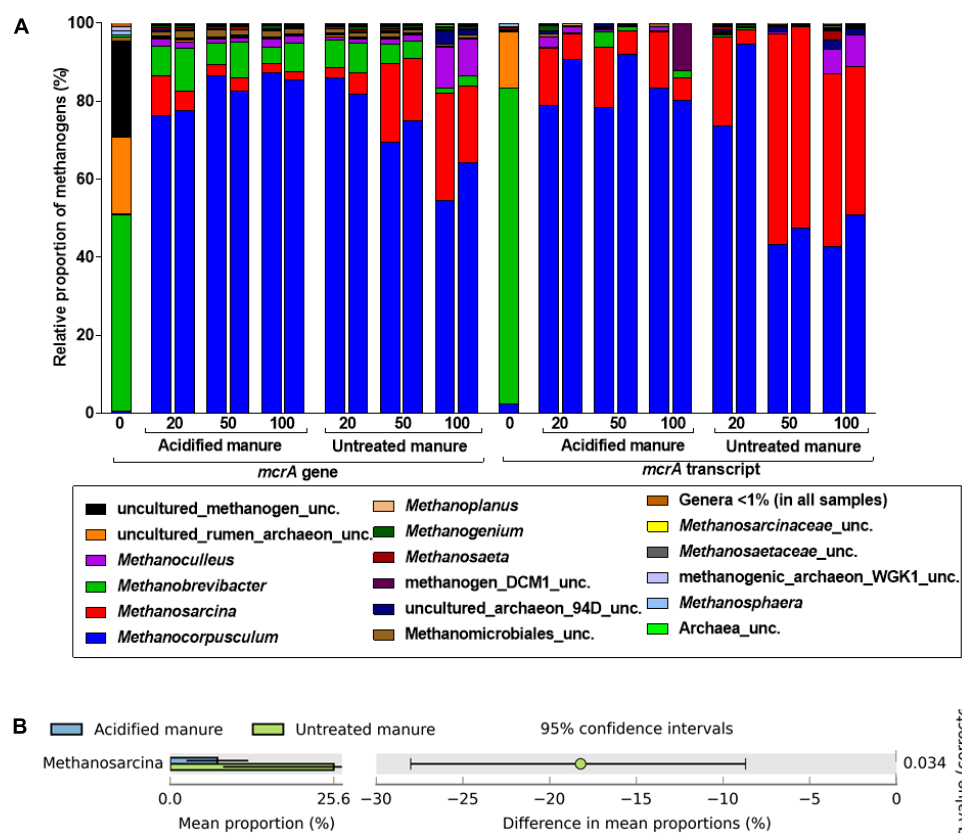 A
Relative proportion of methanogens (%)
100
80
60
40
20
0
0 20 50 100 20 50 100 0 20 50 100 20 50 100
Acidified manure Untreated manure Acidified manure Untreated manure
mcrA gene mcrA transcript
uncultured_methanogen_unc. Methanoplanus Genera <1% (in all samples)
uncultured_rumen_archaeon_unc. Methanogenium Methanosarcinaceae_unc.
Methanoculleus Methanosaeta Methanosaetaceae_unc.
Methanobrevibacter methanogen_DCM1_unc. methanogenic_archaeon_WGK1_unc.
Methanosarcina uncultured_archaeon_94D_unc. Methanosphaera
Methanocorpusculum Methanomicrobiales_unc. Archaea_unc.
B Acidified manure Untreated manure 95% confidence intervals
Methanosarcina 0.034
0.0 25.6 −30 −25 −20 −15 −10 −5 0
Mean proportion (%) Difference in mean proportions (%)
value (corrects